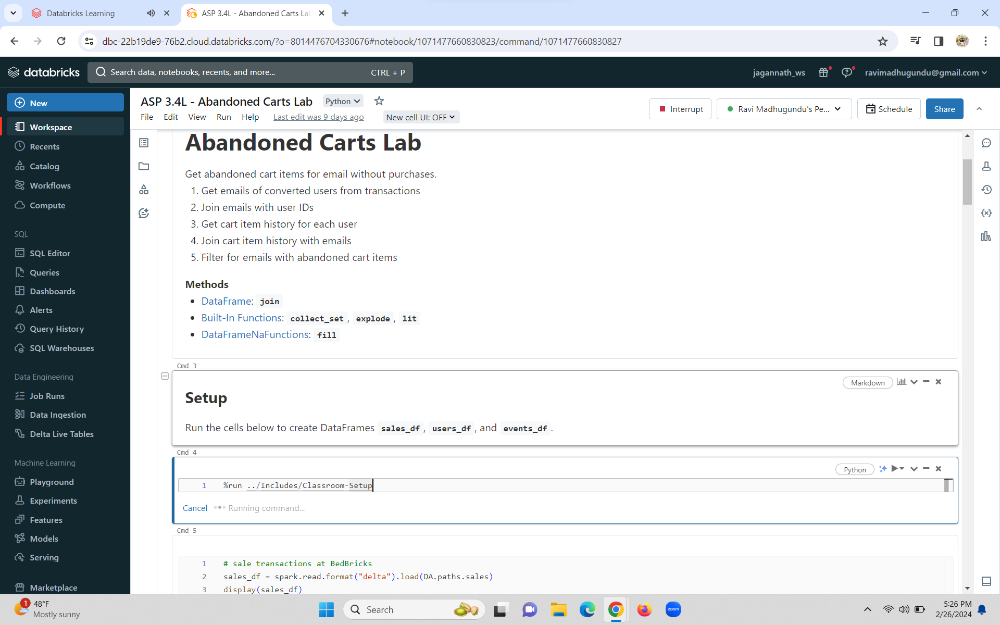 Databricks Learning
ASP 3.4L - Abandoned Carts La
dbc-22b19de9-76b2.cloud.databricks.com/?o=8014476704330676#notebook/1071477660830823/command/1071477660830827
databricks
Search data, notebooks, recents, and more...
CTRL + P
jagannath_ws
ravimadhugundu@gmail.com
New
Workspace
Recents
Catalog
Workflows
Compute
SQL
SQL Editor
Queries
Dashboards
Alerts
Query History
SQL Warehouses
Data Engineering
Job Runs
Data Ingestion
Delta Live Tables
Machine Learning
Playground
Experiments
Features
Models
Serving
Marketplace
ASP 3.4L - Abandoned Carts Lab
Python
File Edit View Run Help Last edit was 9 days ago New cell UI: OFF
Interrupt
Ravi Madhugundu's Pe...
Schedule
Share
Abandoned Carts Lab
Get abandoned cart items for email without purchases.
1. Get emails of converted users from transactions
2. Join emails with user IDs
3. Get cart item history for each user
4. Join cart item history with emails
5. Filter for emails with abandoned cart items
Methods
• DataFrame: join
• Built-In Functions: collect_set , explode , lit
• DataFrameNaFunctions: fill
Cmd 3
Markdown
Setup
Run the cells below to create DataFrames sales_df , users_df , and events_df .
Cmd 4
Python
1 %run ../Includes/Classroom-Setup
Cancel Running command...
Cmd 5
1 # sale transactions at BedBricks
2 sales_df = spark.read.format("delta").load(DA.paths.sales)
3 display(sales_df)
1
48°F
Mostly sunny
Search
zoom
5:26 PM
2/26/2024